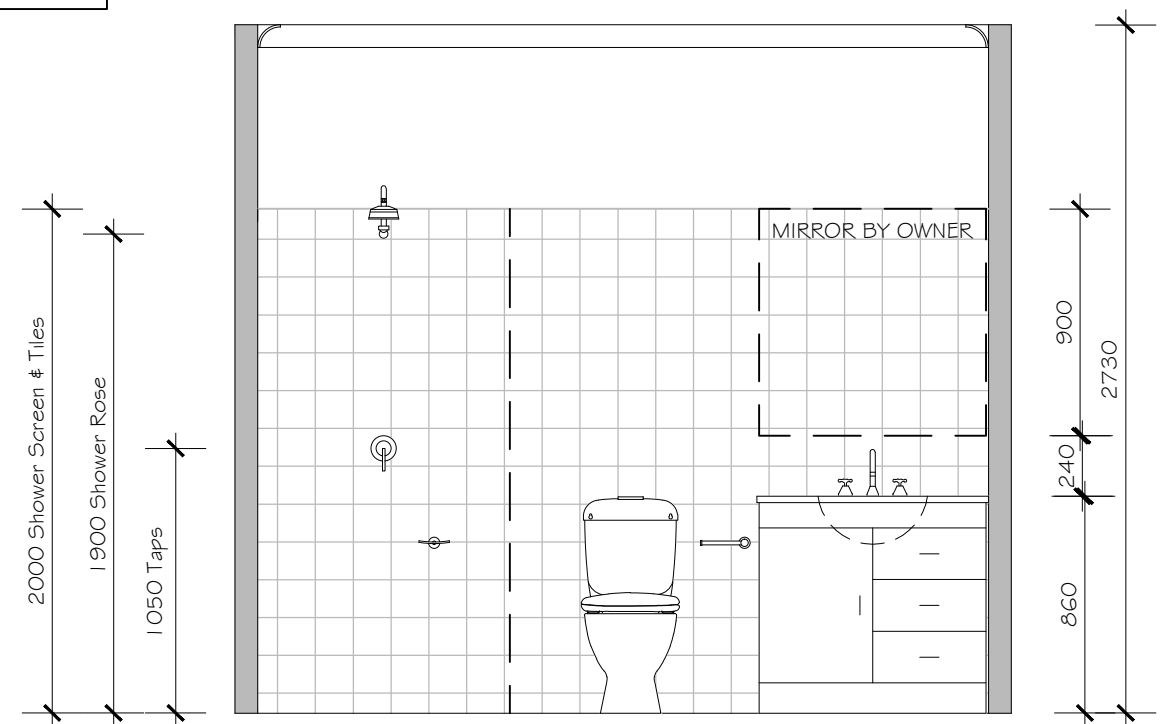 MIRROR BY OWNER
2000 Shower Screen & Tiles
1900 Shower Rose
1050 Taps
900
240
860
2730